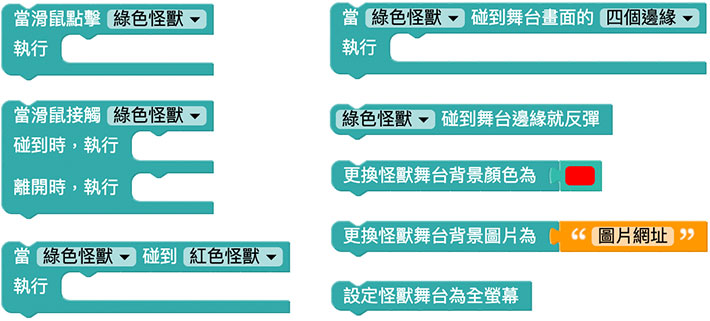 當滑鼠點擊 綠色怪獸
執行
當滑鼠接觸 綠色怪獸
碰到時，執行
離開時，執行
當 綠色怪獸 碰到 紅色怪獸
執行
當 綠色怪獸 碰到舞台畫面的 四個邊緣
執行
綠色怪獸 碰到舞台邊緣就反彈
更換怪獸舞台背景顏色為
更換怪獸舞台背景圖片為 “ 圖片網址 ”
設定怪獸舞台為全螢幕